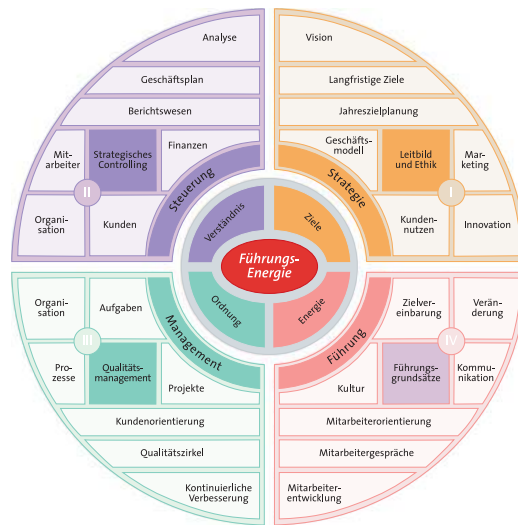 Analyse
Geschäftsplan
Berichtswesen
Mit-
arbeiter
Strategisches
Controlling
Finanzen
II
Organi-
sation
Kunden
Steuerung
Vision
Langfristige Ziele
Jahreszielplanung
Geschäfts-
modell
Leitbild
und Ethik
Mar-
keting
I
Kunden-
nutzen
Innovation
Strategie
Verständnis
Ziele
Führungs-
Energie
Ordnung
Energie
Organi-
sation
Aufgaben
III
Pro-
zesse
Qualitäts-
management
Projekte
Management
Kundenorientierung
Qualitätszirkel
Kontinuierliche
Verbesserung
Führung
Zielver-
einbarung
Verän-
derung
IV
Kultur
Führungs-
grundsätze
Kommu-
nikation
Mitarbeiterorientierung
Mitarbeitergespräche
Mitarbeiter-
entwicklung